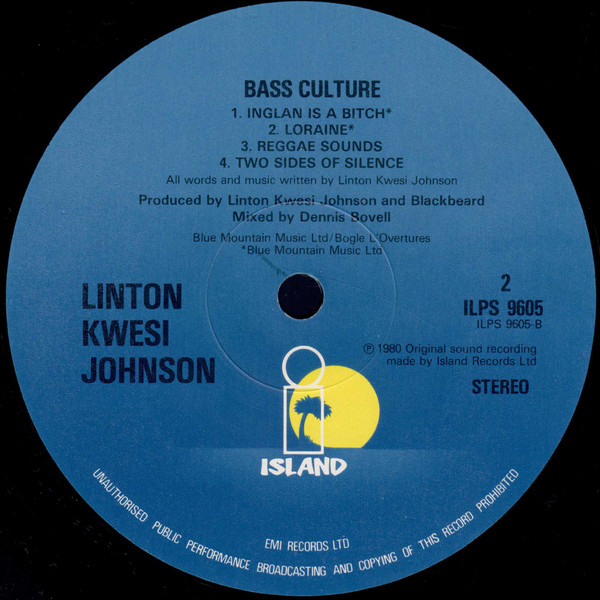 BASS CULTURE
1. INGLAN IS A BITCH*
2. LORAINE*
3. REGGAE SOUNDS
4. TWO SIDES OF SILENCE
All words and music written by Linton Kwesi Johnson
Produced by Linton Kwesi Johnson and Blackbeard
Mixed by Dennis Bovell
Blue Mountain Music Ltd/Bogle L'Overtures
*Blue Mountain Music Ltd
LINTON
KWESI
JOHNSON
2
ILPS 9605
ILPS 9605-B
℗ 1980 Original sound recording
made by Island Records Ltd
STEREO
ISLAND
EMI RECORDS LTD
UNAUTHORISED PUBLIC PERFORMANCE BROADCASTING AND COPYING OF THIS RECORD PROHIBITED